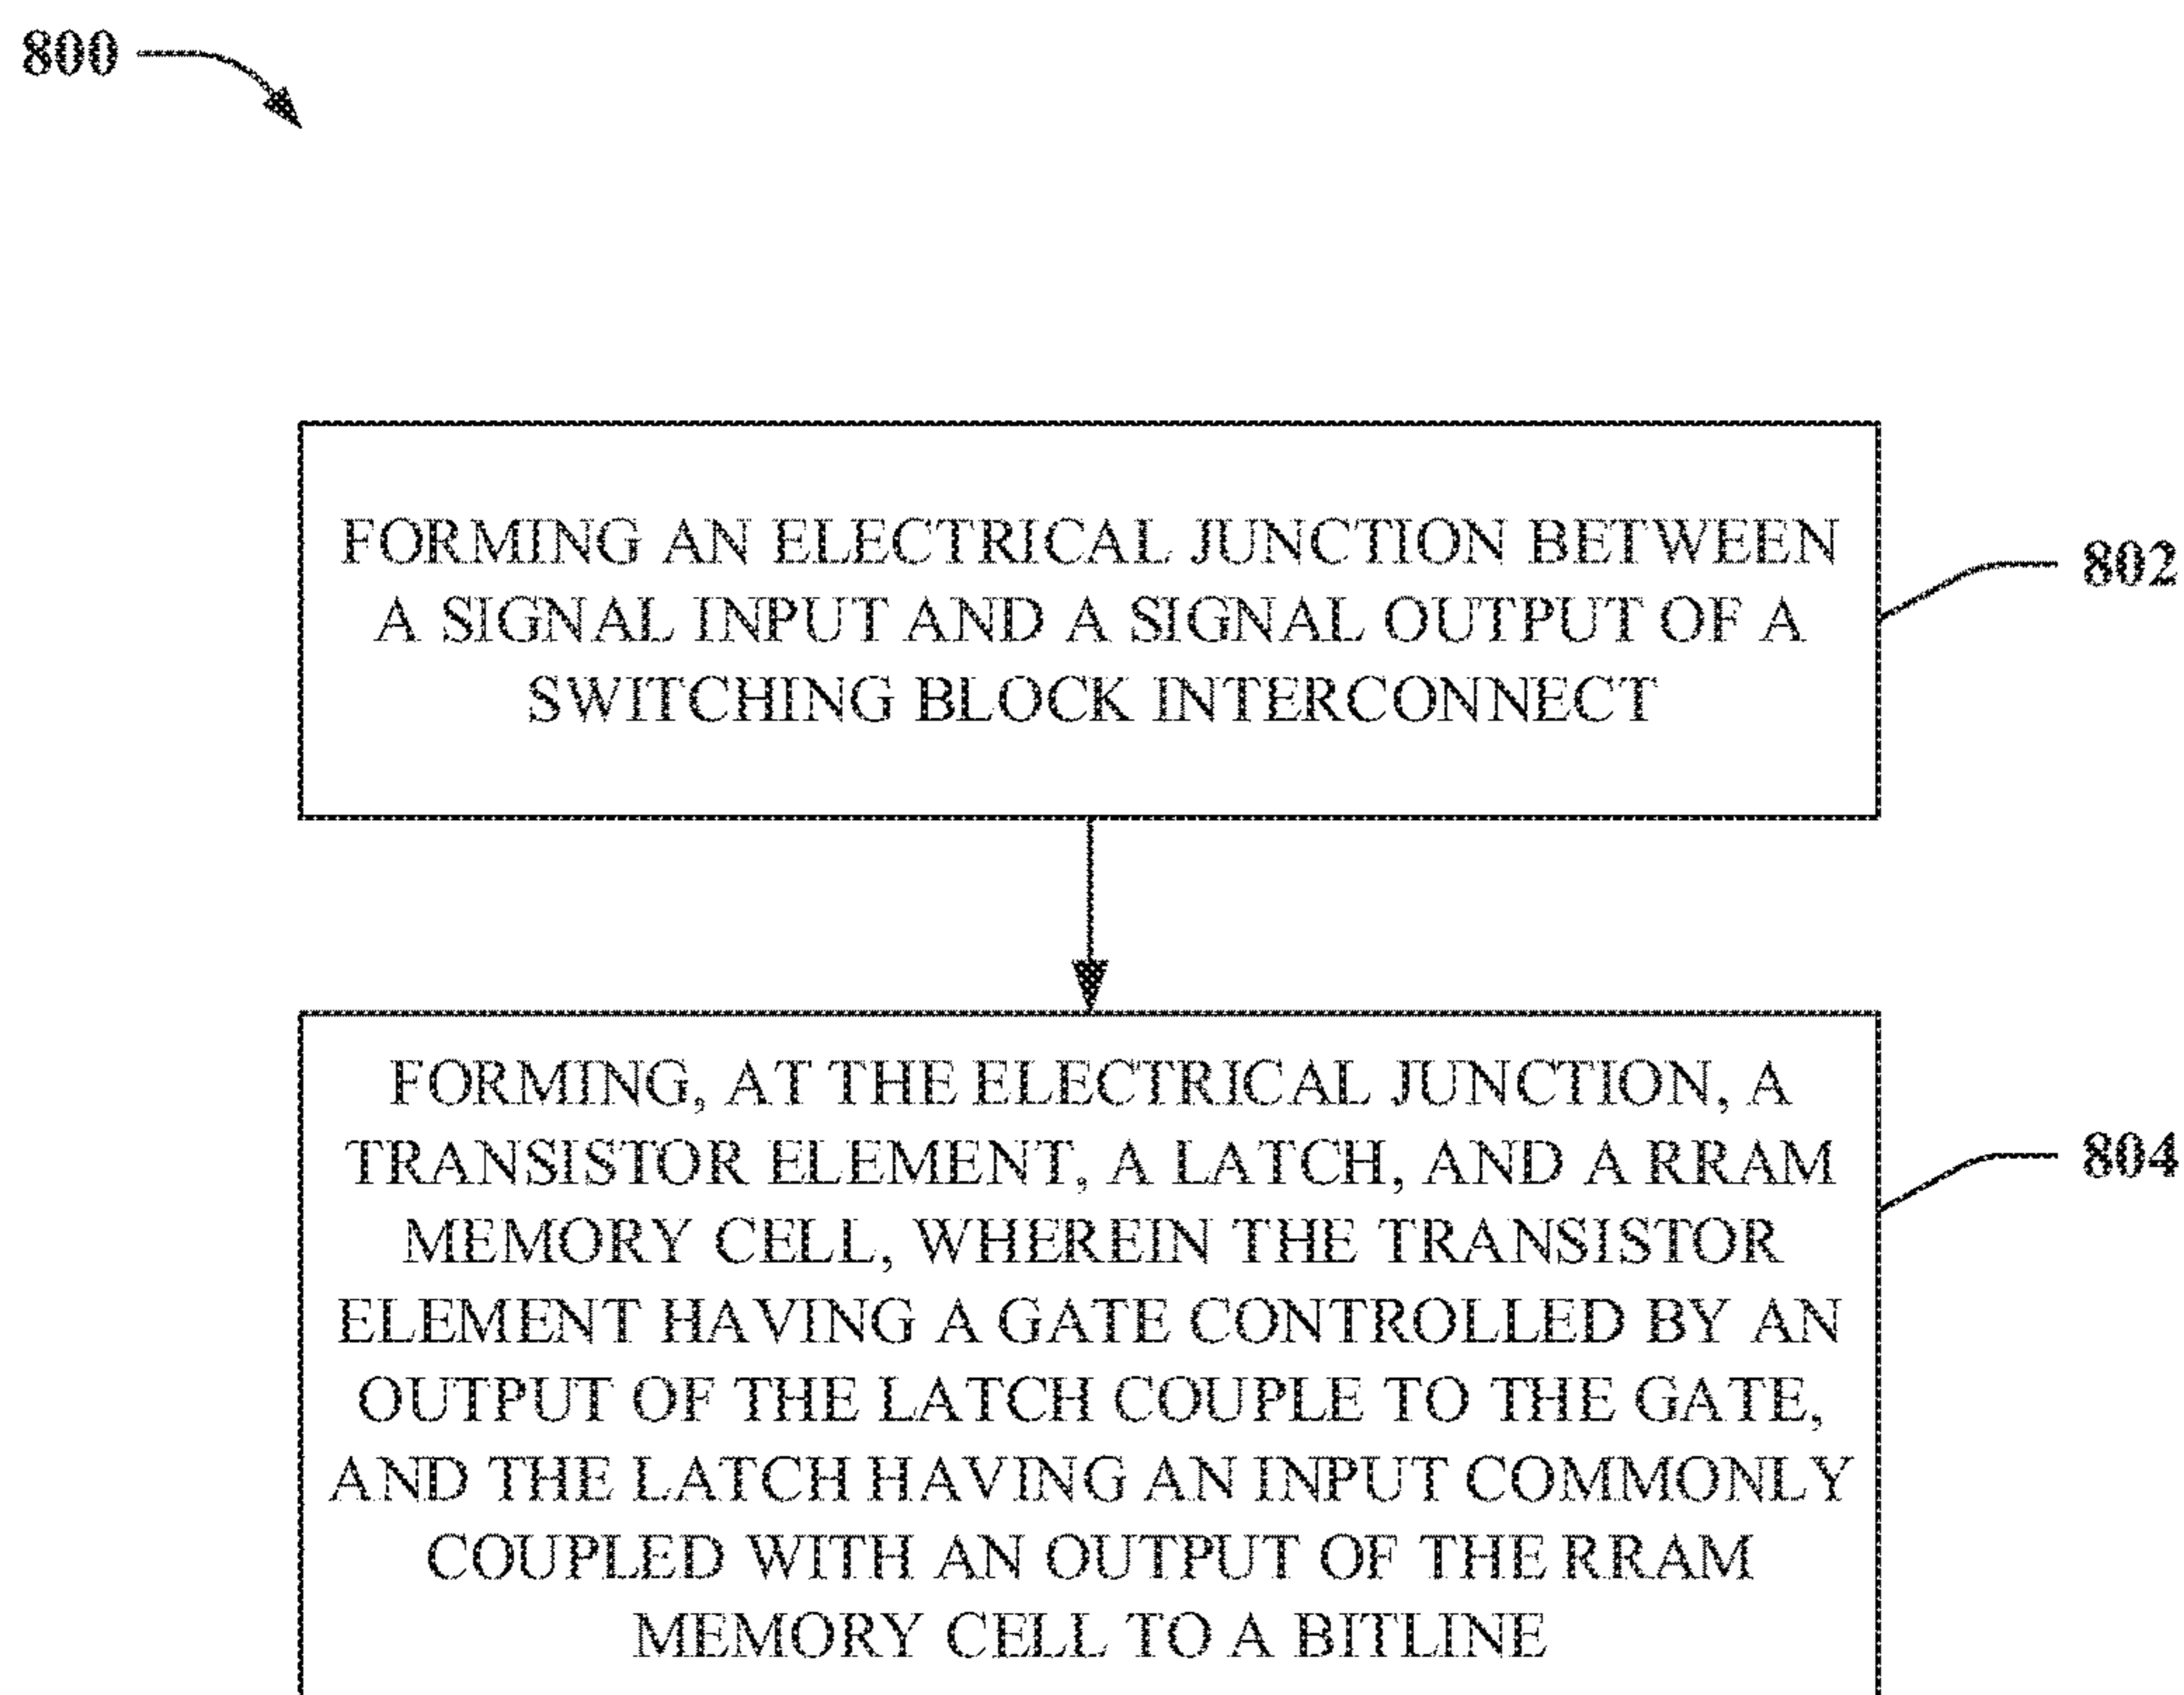 800
FORMING AN ELECTRICAL JUNCTION BETWEEN
A SIGNAL INPUT AND A SIGNAL OUTPUT OF A
SWITCHING BLOCK INTERCONNECT
802
FORMING, AT THE ELECTRICAL JUNCTION, A
TRANSISTOR ELEMENT, A LATCH, AND A RRAM
MEMORY CELL, WHEREIN THE TRANSISTOR
ELEMENT HAVING A GATE CONTROLLED BY AN
OUTPUT OF THE LATCH COUPLE TO THE GATE,
AND THE LATCH HAVING AN INPUT COMMONLY
COUPLED WITH AN OUTPUT OF THE RRAM
MEMORY CELL TO A BITLINE
804